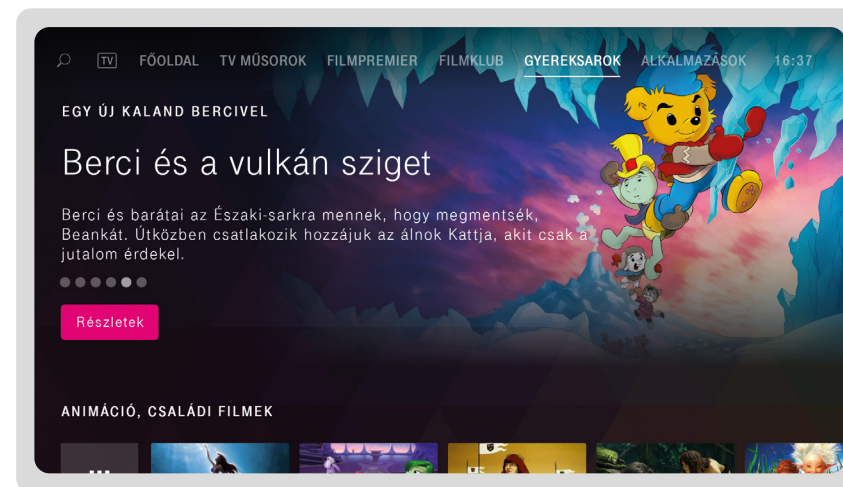 TV FŐOLDAL TV MŰSOROK FILMPREMIER FILMKLUB GYEREKSAROK ALKALMAZÁSOK 16:37
EGY ÚJ KALAND BERCIVEL
Berci és a vulkán sziget
Berci és barátai az Északi-sarkra mennek, hogy megmentsék,
Beankát. Útközben csatlakozik hozzájuk az álnok Kattja, akit csak a
jutalom érdekel.
Részletek
ANIMÁCIÓ, CSALÁDI FILMEK